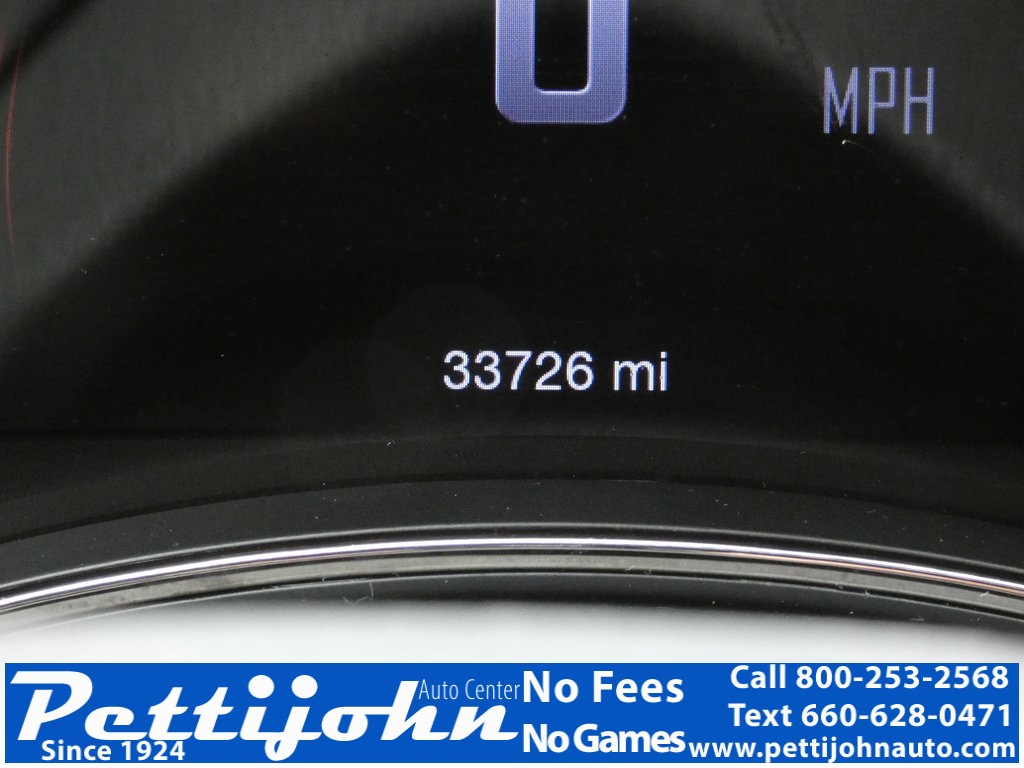 0
MPH
33726 mi
Pettijohn Auto Center
Since 1924
No Fees
No Games
Call 800-253-2568
Text 660-628-0471
www.pettijohnauto.com